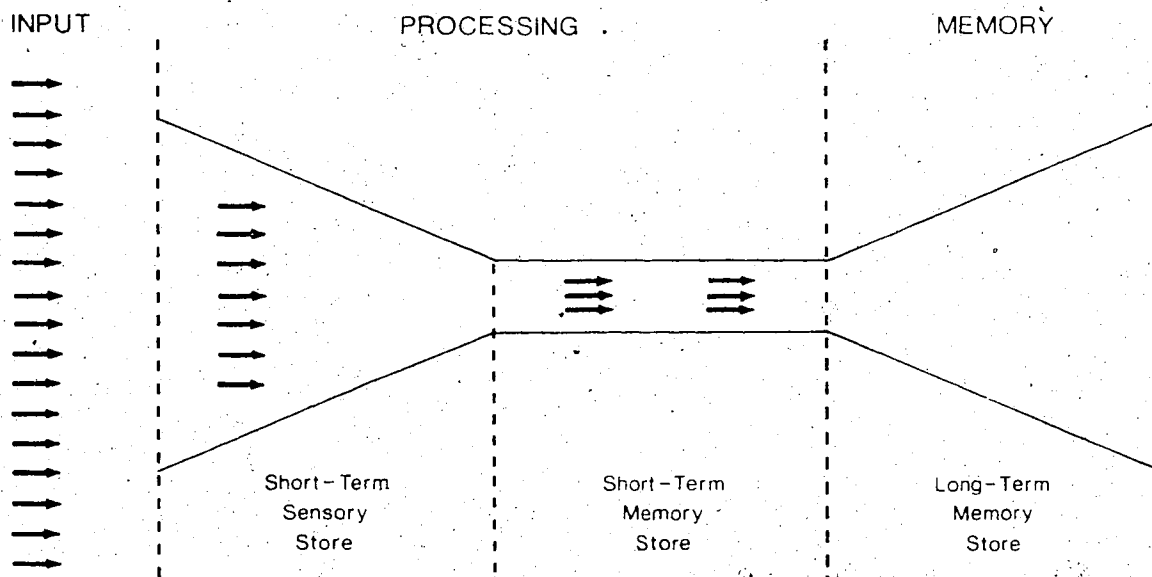 INPUT PROCESSING MEMORY
Short-Term
Sensory
Store
Short-Term
Memory
Store
Long-Term
Memory
Store